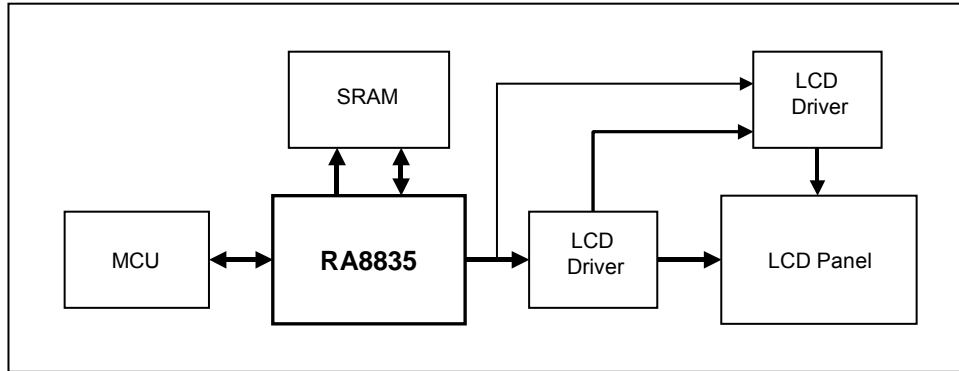 SRAM
LCD
Driver
MCU
RA8835
LCD
Driver
LCD Panel